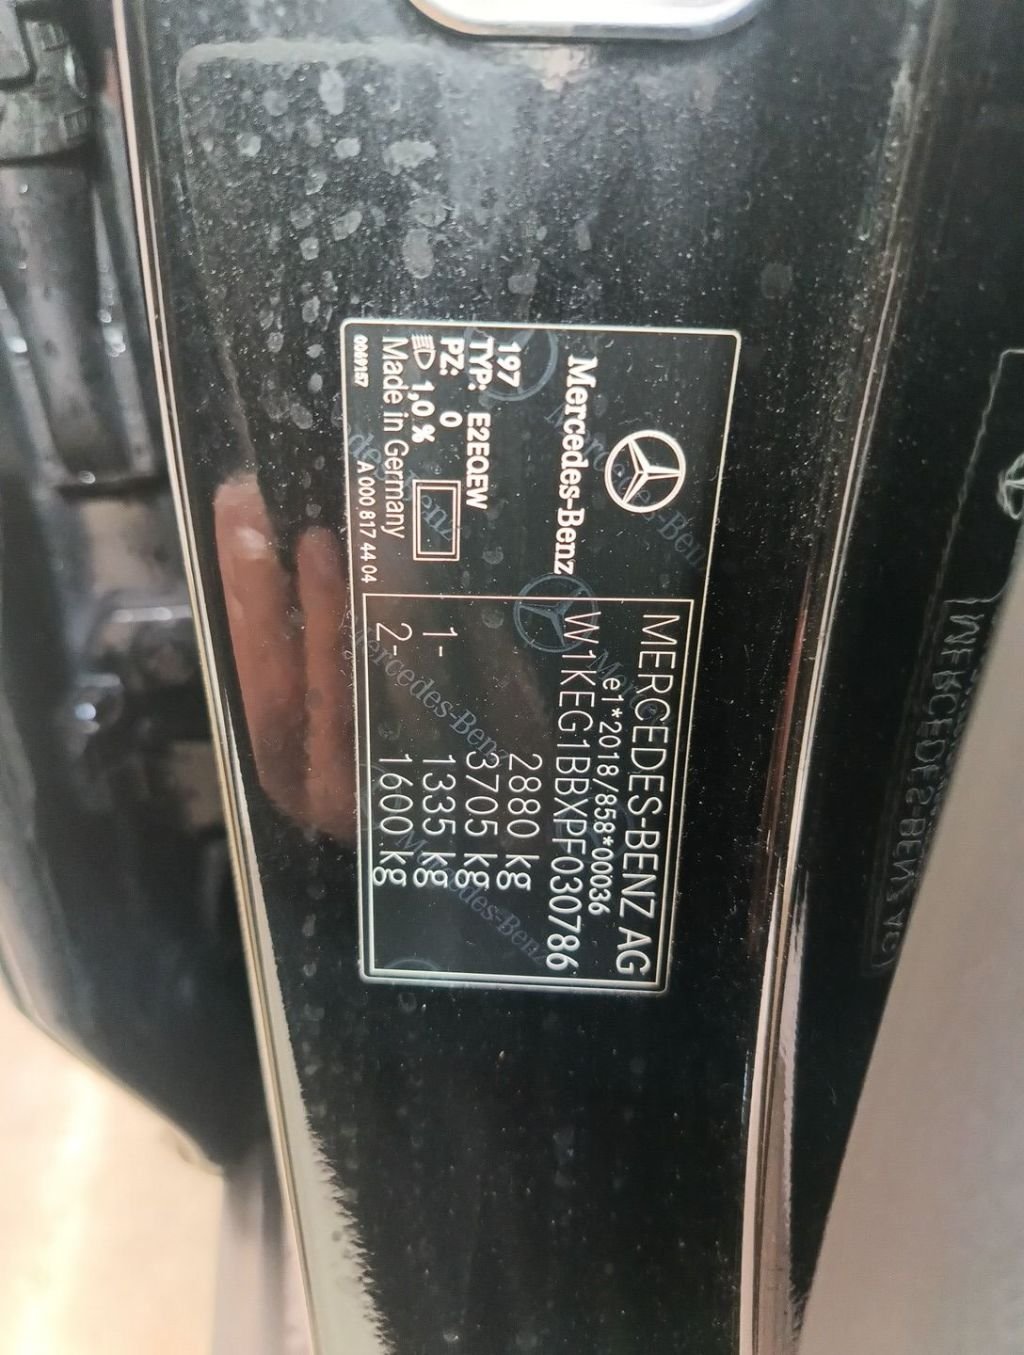 Mercedes-Benz
197
TYP: E2EQEW
PZ: 0
1,0 %
Made in Germany
0069187 A 000 817 44 04
MERCEDES-BENZ AG
e1*2018/858*00036
W1KEG1BBXPF030786
2880 kg
3705 kg
1- 1335 kg
2- 1600 kg